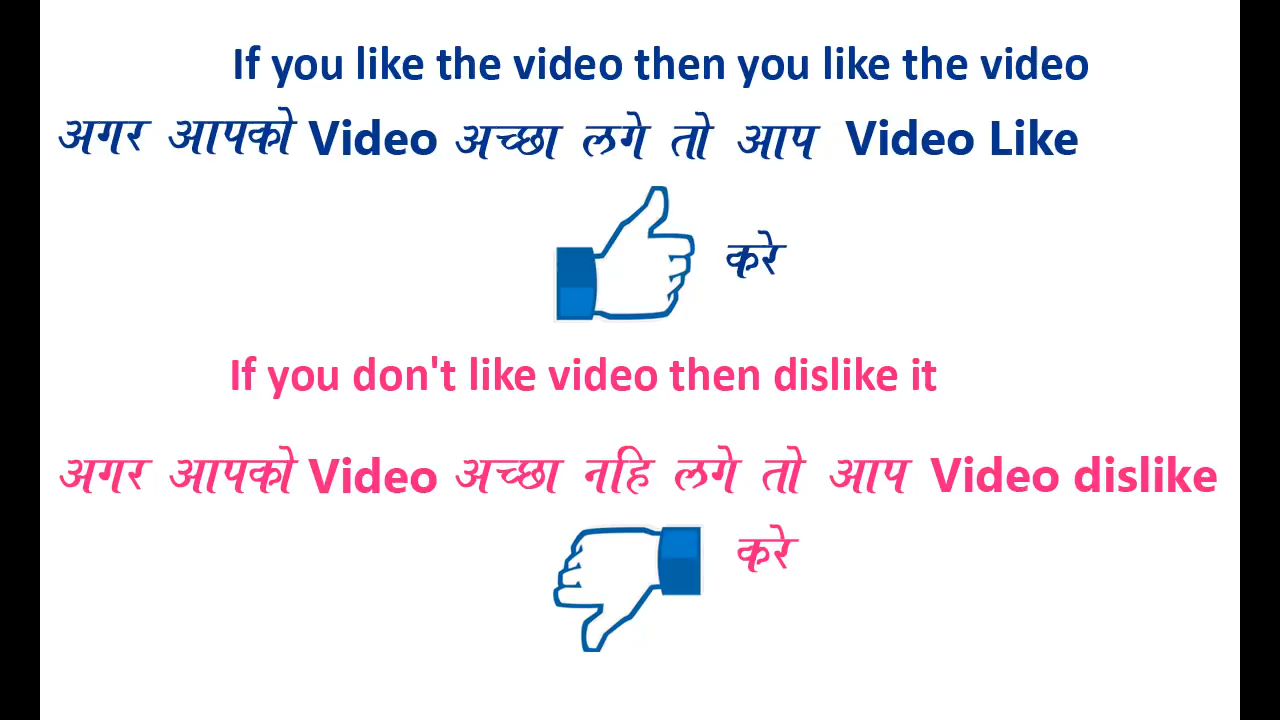 If you like the video then you like the video
अगर आपको Video अच्छा लगे तो आप Video Like
करे
If you don't like video then dislike it
अगर आपको Video अच्छा नहि लगे तो आप Video dislike
करे